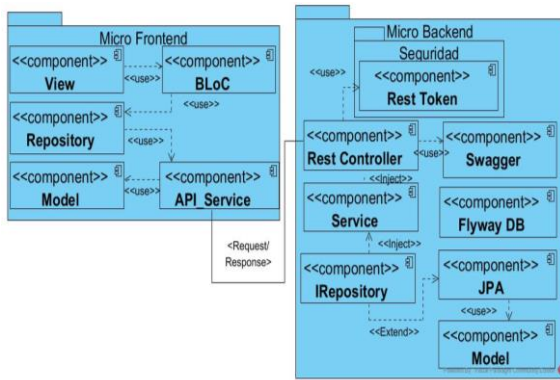 Micro Frontend
<<component>>
View
<<use>>
<<component>>
BLoC
<<use>>
<<component>>
Repository
<<use>>
<<component>>
Model
<<use>>
<<component>>
API_Service
<Request/
Response>
Micro Backend
Seguridad
<<component>>
Rest Token
<<use>>
<<component>>
Rest Controller
<<use>>
<<component>>
Swagger
<<Inject>>
<<component>>
Service
<<component>>
Flyway DB
<<Inject>>
<<component>>
IRepository
<<Extend>>
<<component>>
JPA
<<use>>
<<component>>
Model